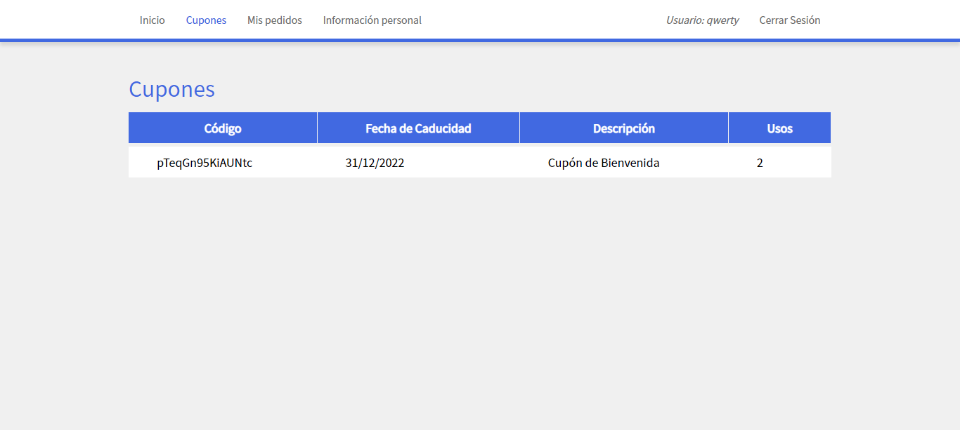 Inicio Cupones Mis pedidos Información personal Usuario: qwerty Cerrar Sesión
Cupones
Código Fecha de Caducidad Descripción Usos
pTeqGn95KiAUNtc 31/12/2022 Cupón de Bienvenida 2